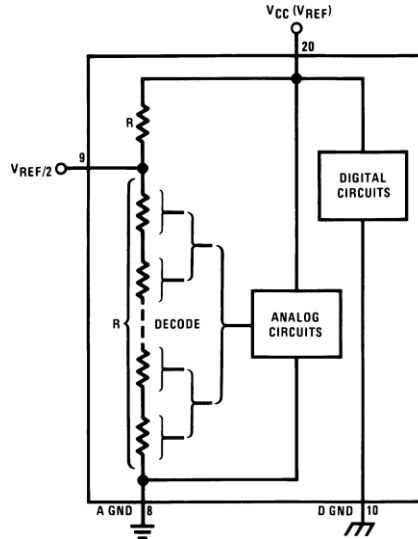 VCC (VREF)
20
R
9
VREF/2
DIGITAL
CIRCUITS
R
DECODE
ANALOG
CIRCUITS
A GND
8
D GND
10